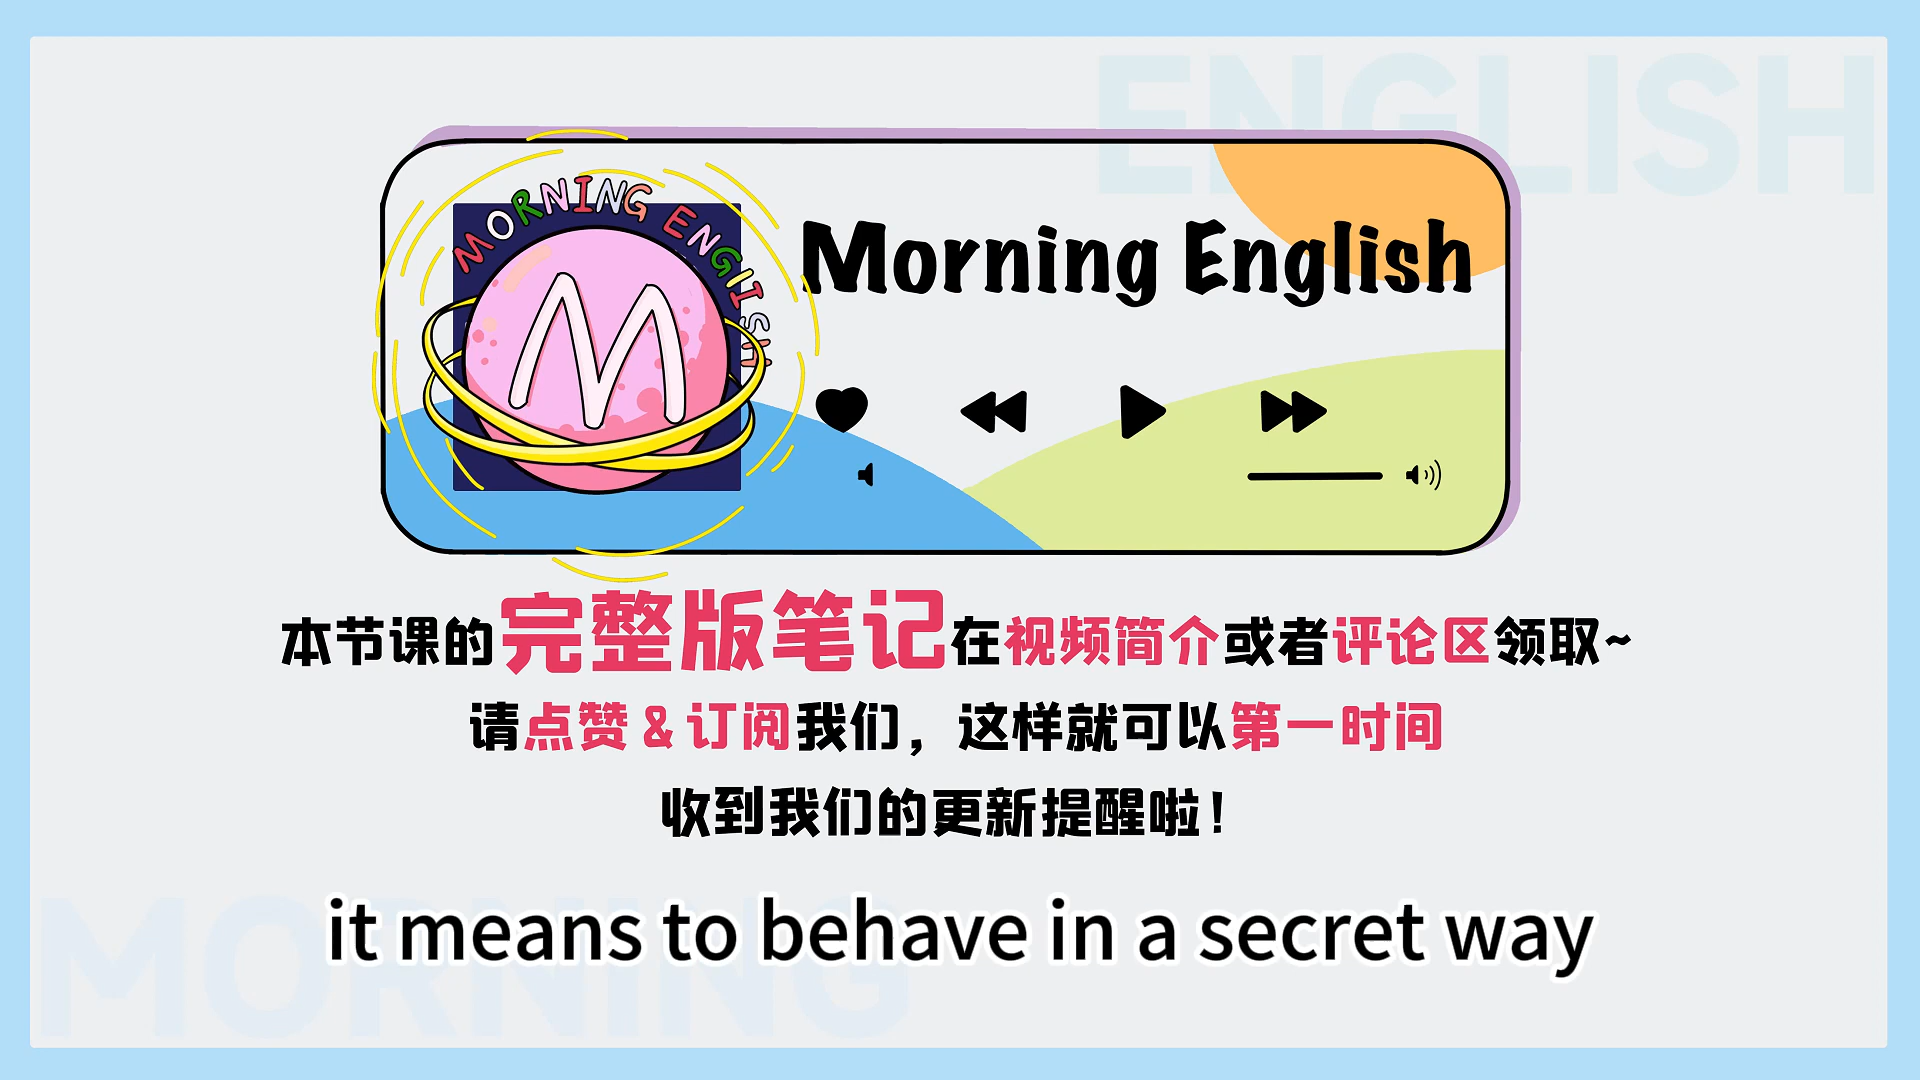 ENGLISH
MORNING ENGLISH
M
Morning English
本节课的完整版笔记在视频简介或者评论区领取~
请点赞&订阅我们，这样就可以第一时间
收到我们的更新提醒啦！
MORNING
it means to behave in a secret way